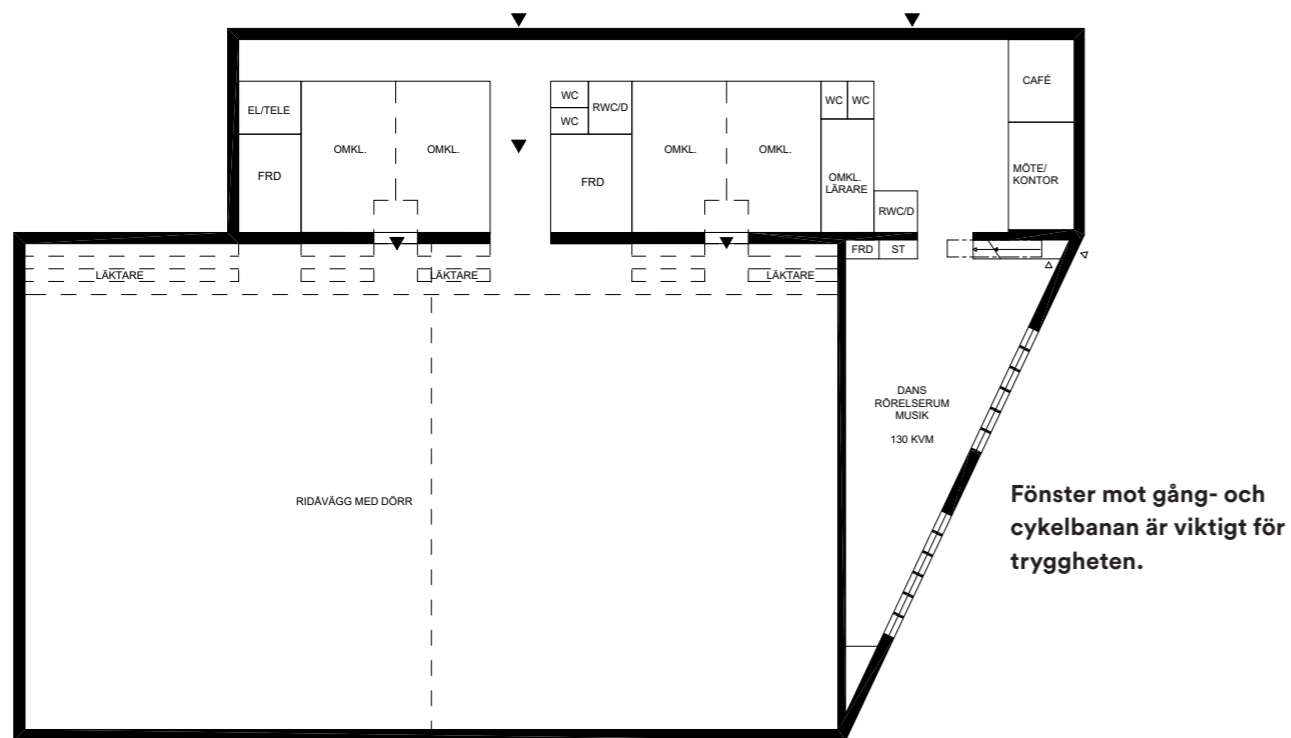 CAFÉ
WC
RWC/D
WC
WC
WC
EL/TELE
OMKL.
OMKL.
OMKL.
OMKL.
FRD
FRD
OMKL.
LÄRARE
MÖTE/
KONTOR
RWC/D
FRD
ST
LÄKTARE
LÄKTARE
LÄKTARE
DANS
RÖRELSERUM
MUSIK
130 KVM
RIDÅVÄGG MED DÖRR
Fönster mot gång- och
cykelbanan är viktigt för
tryggheten.